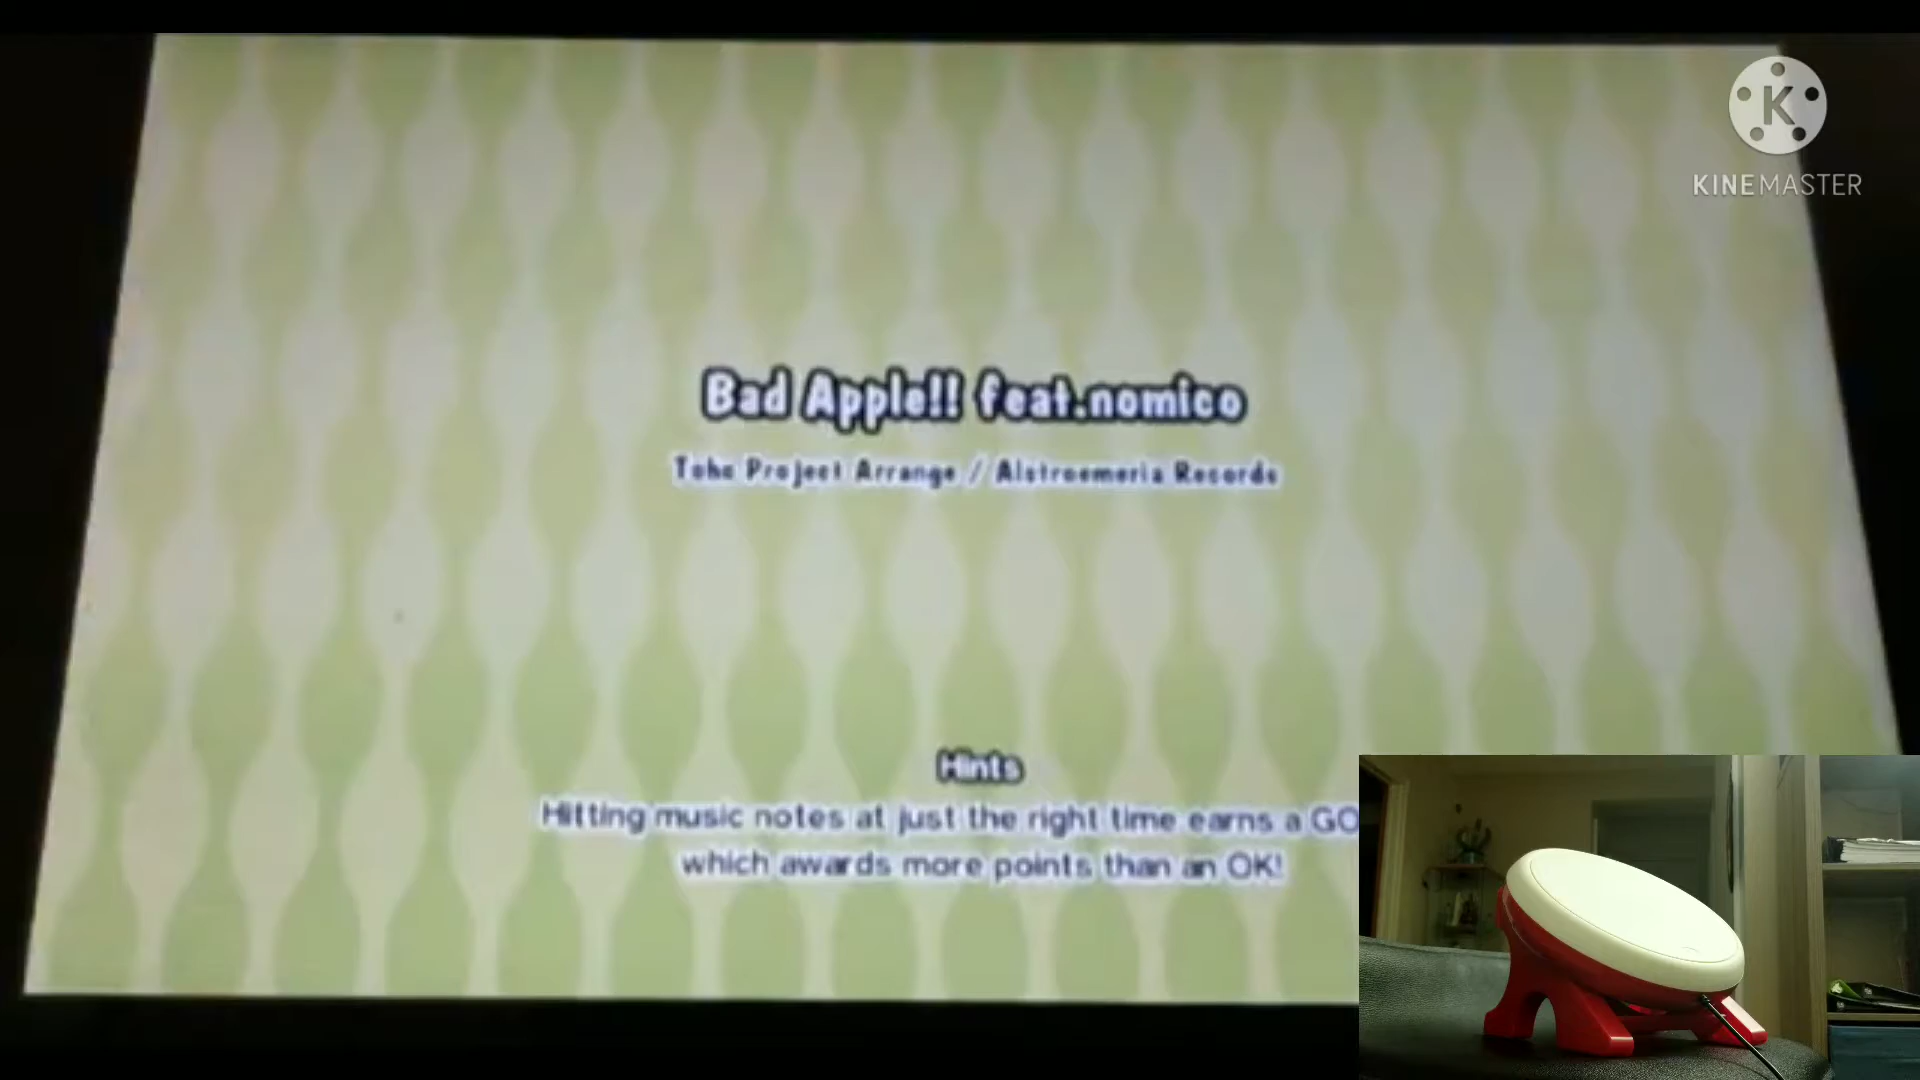 K
KINEMASTER
Bad Apple!! feat.nomico
Toho Project Arrange / Alstroemeria Records
Hints
Hitting music notes at just the right time earns a GO
which awards more points than an OK!